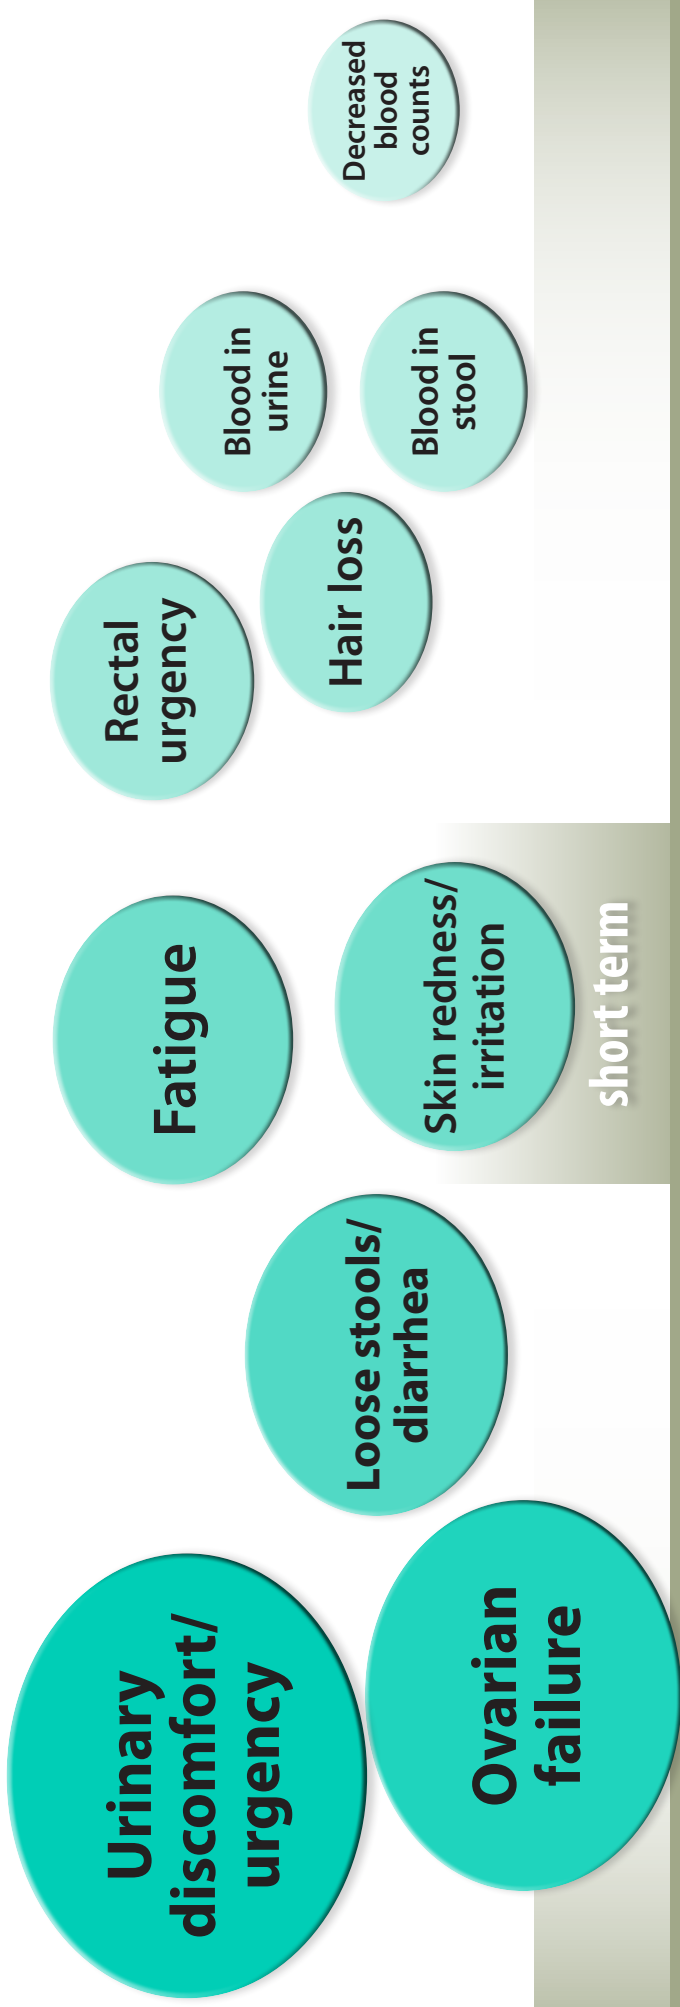 Urinary
discomfort/
urgency
Ovarian
failure
Loose stools/
diarrhea
Fatigue
Skin redness/
irritation
short term
Rectal
urgency
Hair loss
Blood in
urine
Blood in
stool
Decreased
blood
counts